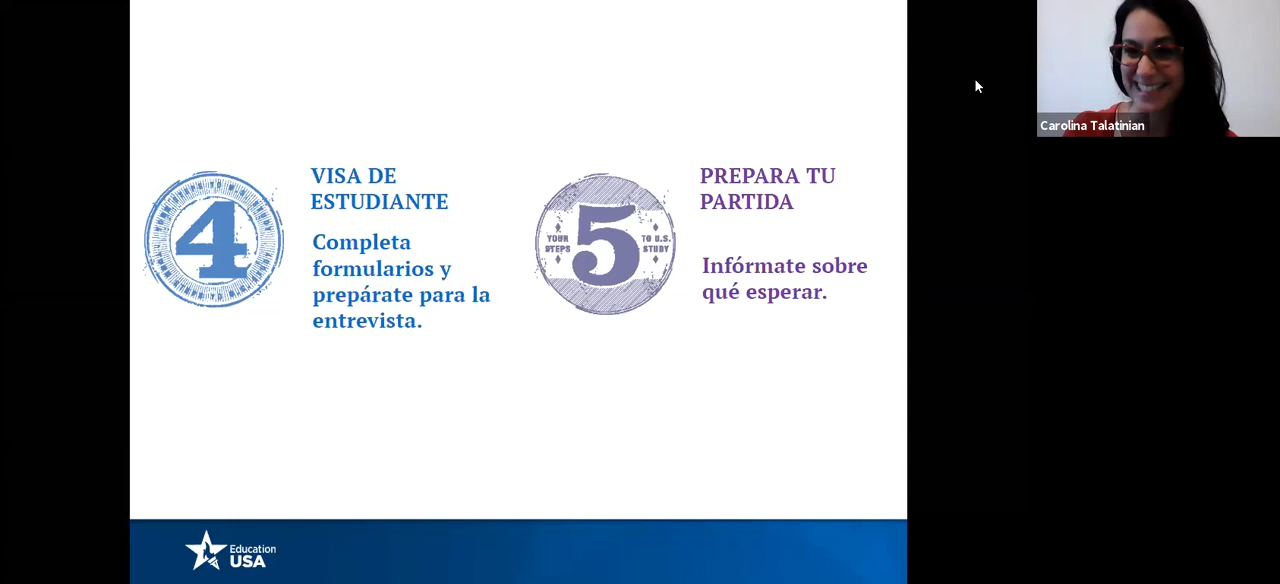 VISA DE
ESTUDIANTE
Completa
formularios y
prepárate para la
entrevista.
4
PREPARA TU
PARTIDA
Infórmate sobre
qué esperar.
YOUR
STEPS
5
TO U.S.
STUDY
Education
USA
Carolina Talatinian